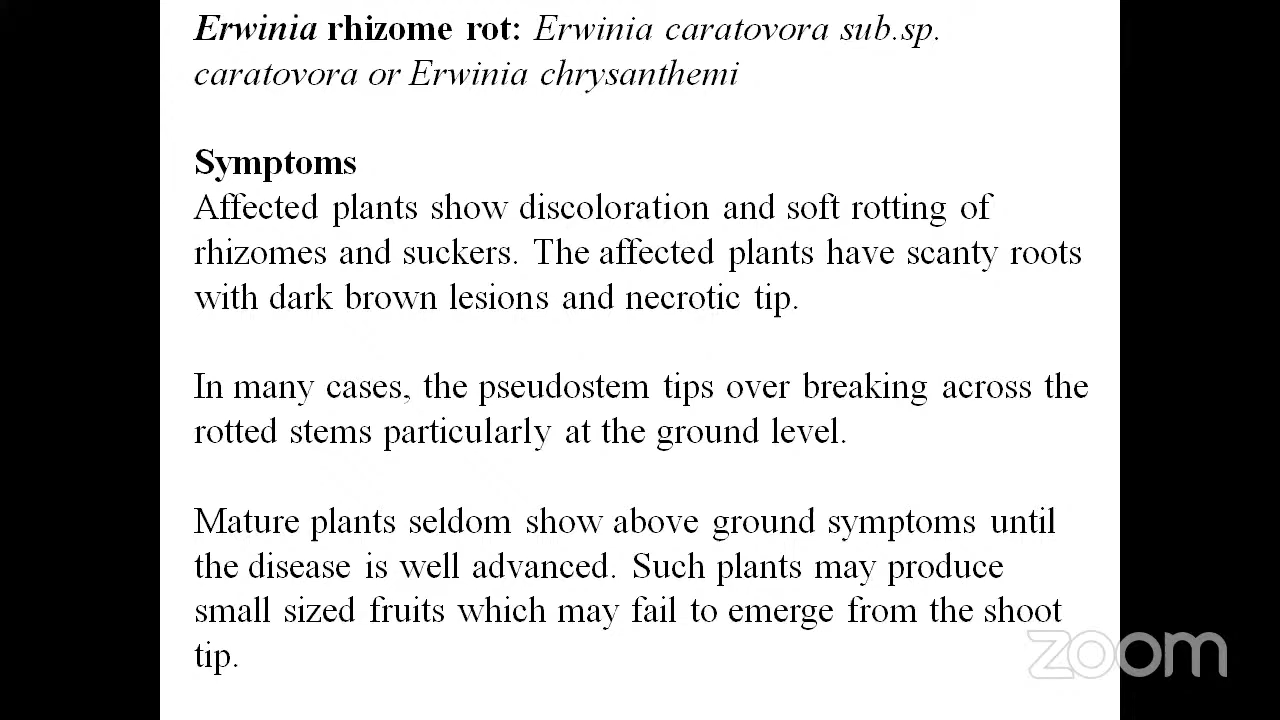 Erwinia rhizome rot: Erwinia caratovora sub.sp.
caratovora or Erwinia chrysanthemi
Symptoms
Affected plants show discoloration and soft rotting of
rhizomes and suckers. The affected plants have scanty roots
with dark brown lesions and necrotic tip.
In many cases, the pseudostem tips over breaking across the
rotted stems particularly at the ground level.
Mature plants seldom show above ground symptoms until
the disease is well advanced. Such plants may produce
small sized fruits which may fail to emerge from the shoot
tip.
zoom